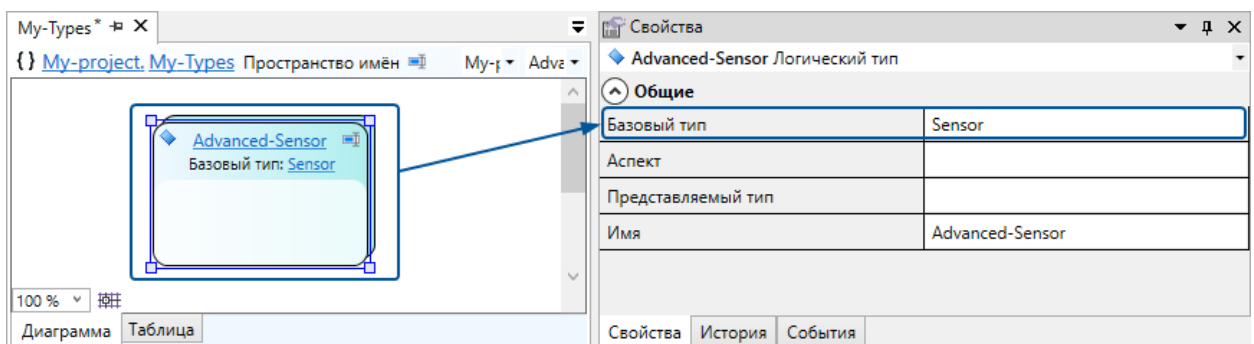 My-Types*
{} My-project. My-Types Пространство имён My-p Adva
Advanced-Sensor
Базовый тип: Sensor
100 %
Диаграмма Таблица
Свойства
Advanced-Sensor Логический тип
Общие
Базовый тип Sensor
Аспект
Представляемый тип
Имя Advanced-Sensor
Свойства История События